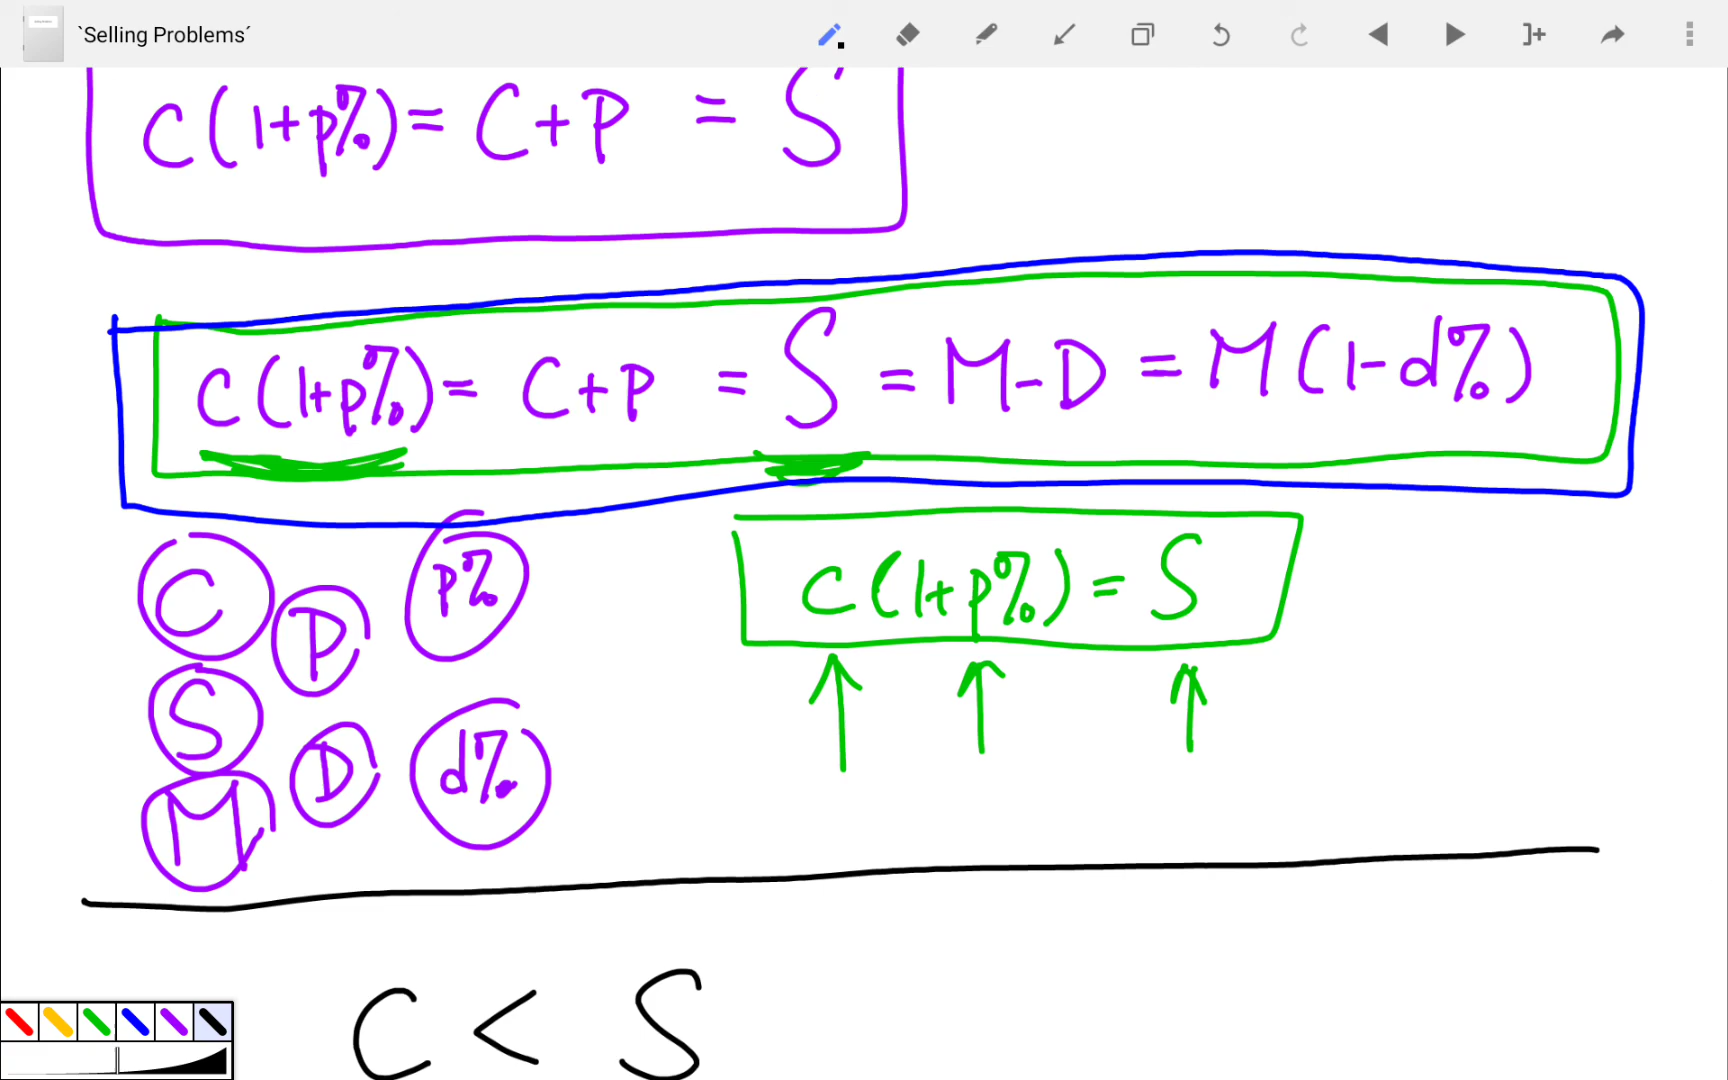 `Selling Problems´
C(1+p%)= C+P = S
C(1+p%)= C+P = S = M-D = M(1-d%)
C P p%
C(1+p%) = S
S D d%
M
C < S